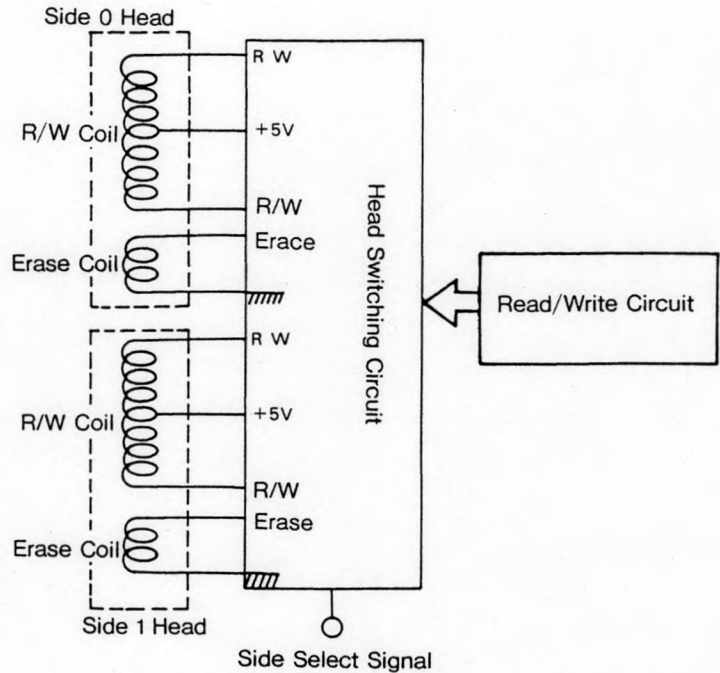 Side 0 Head
R W
R/W Coil
+5V
R/W
Erace
Erase Coil
R W
R/W Coil
+5V
R/W
Erase
Erase Coil
Side 1 Head
Head Switching Circuit
Read/Write Circuit
Side Select Signal